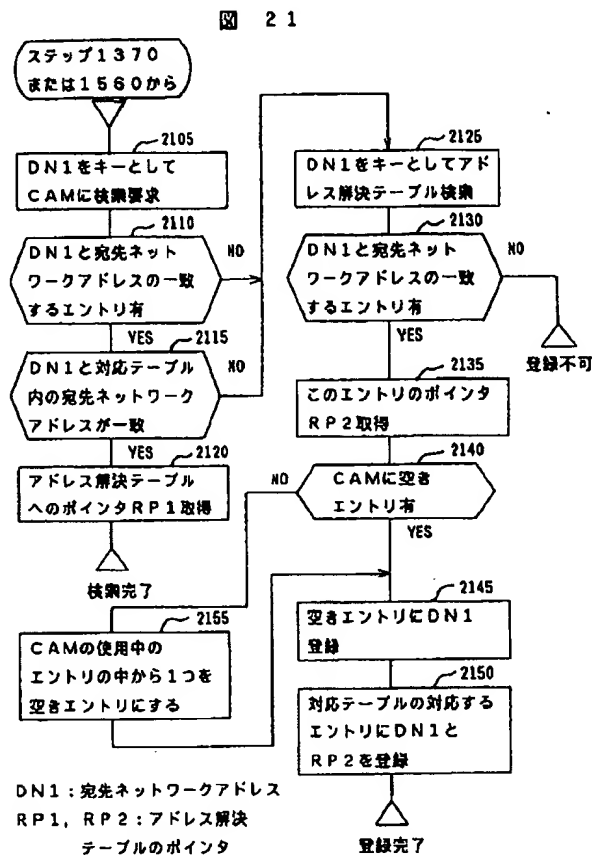 図 21
ステップ1370
または1560から
2105
DN1をキーとして
CAMに検索要求
2110
DN1と宛先ネット
ワークアドレスの一致
するエントリ有
NO
YES
2115
DN1と対応テーブル
内の宛先ネットワーク
アドレスが一致
NO
YES
2120
アドレス解決テーブル
へのポインタRP1取得
検索完了
2125
DN1をキーとしてアド
レス解決テーブル検索
2130
DN1と宛先ネット
ワークアドレスの一致
するエントリ有
NO
登録不可
YES
2135
このエントリのポインタ
RP2取得
2140
CAMに空き
エントリ有
NO
YES
2155
CAMの使用中の
エントリの中から1つを
空きエントリにする
2145
空きエントリにDN1
登録
2150
対応テーブルの対応する
エントリにDN1と
RP2を登録
登録完了
DN1:宛先ネットワークアドレス
RP1, RP2:アドレス解決
テーブルのポインタ